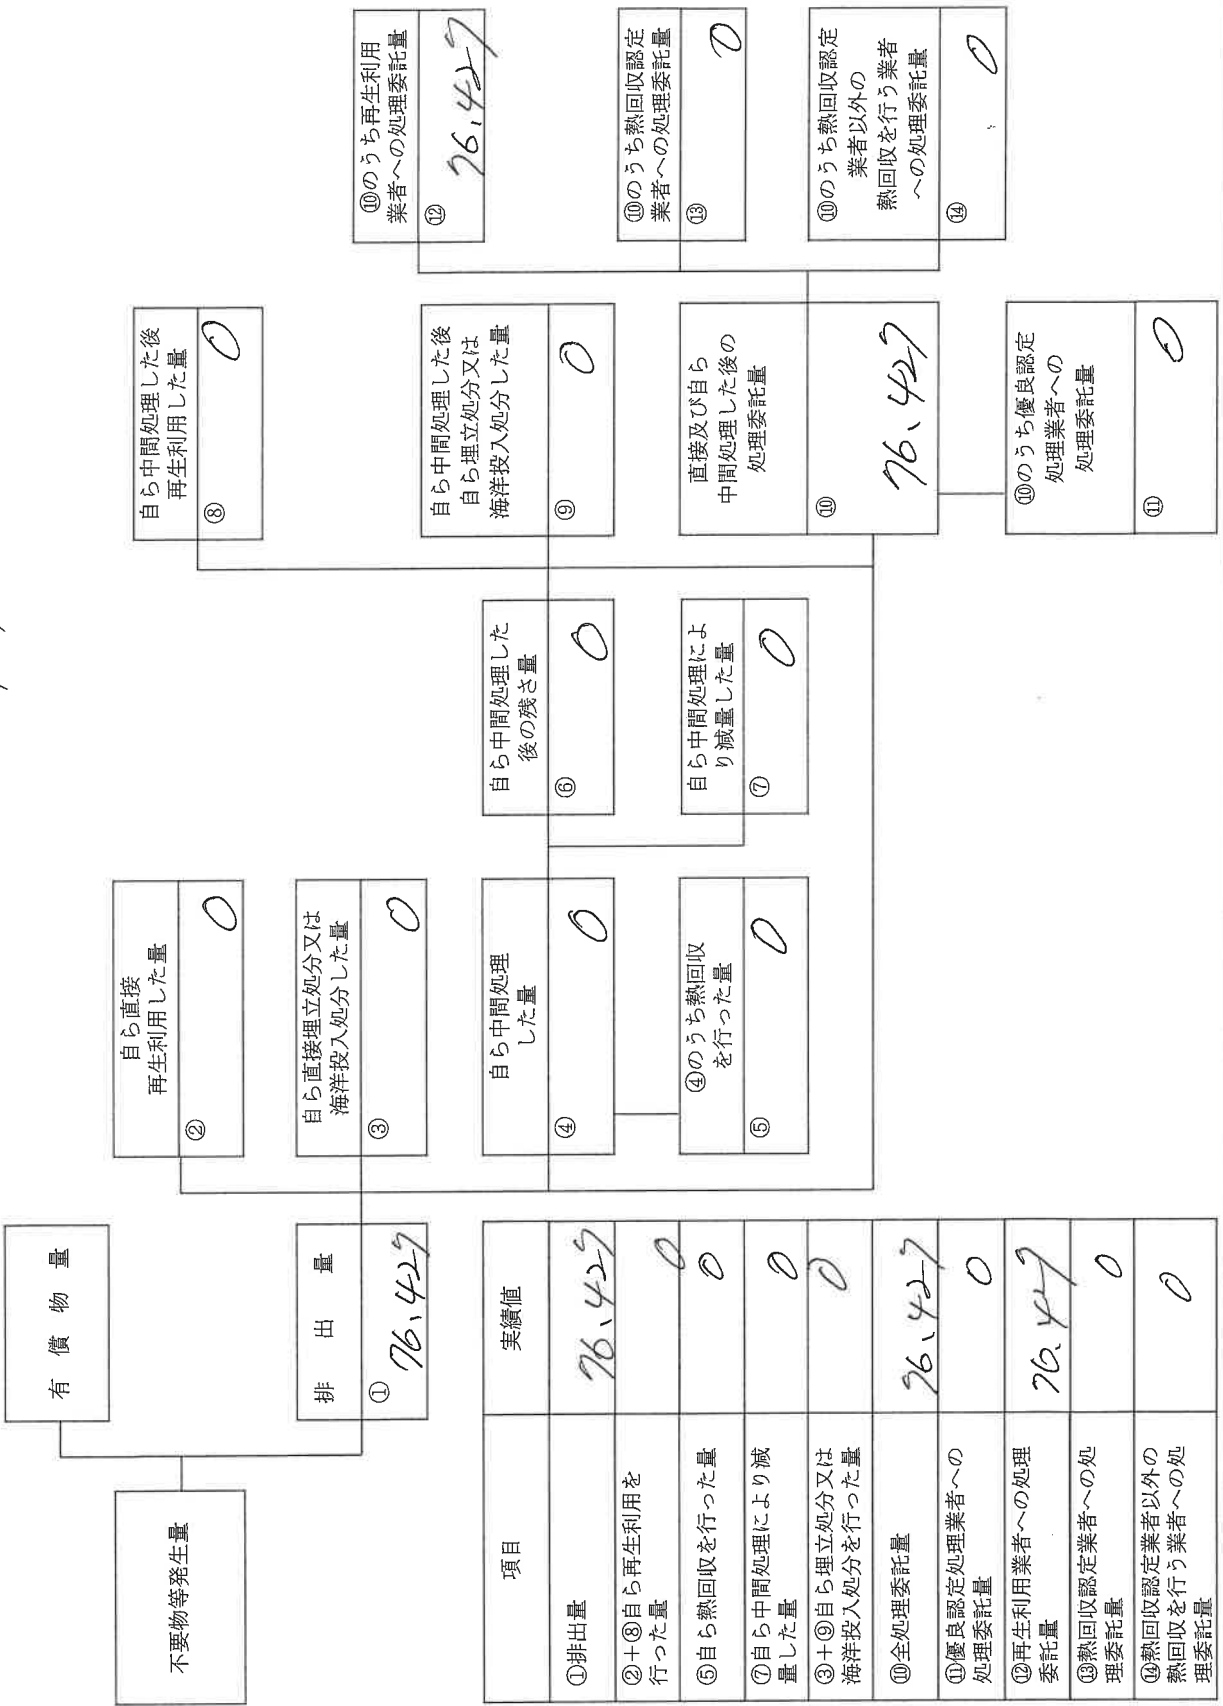 不要物等発生量
有償物量
排出量
①
76、427
自ら直接
再生利用した量
②
0
自ら直接埋立処分又は
海洋投入処分した量
③
0
自ら中間処理
した量
④
0
④のうち熱回収
を行った量
⑤
0
自ら中間処理した
後の残さ量
⑥
0
自ら中間処理によ
り減量した量
⑦
0
自ら中間処理した後
再生利用した量
⑧
0
自ら中間処理した後
自ら埋立処分又は
海洋投入処分した量
⑨
0
直接及び自ら
中間処理した後の
処理委託量
⑩
76、427
⑩のうち優良認定
処理業者への
処理委託量
⑪
0
⑩のうち再生利用
業者への処理委託量
⑫
76、427
⑩のうち熱回収認定
業者への処理委託量
⑬
0
⑩のうち熱回収認定
業者以外の
熱回収を行う業者
への処理委託量
⑭
0
項目 実績値
①排出量 76、427
②+⑧自ら再生利用を
行った量 0
⑤自ら熱回収を行った量 0
⑦自ら中間処理により減
量した量 0
③+⑨自ら埋立処分又は
海洋投入処分を行った量 0
⑩全処理委託量 76、427
⑪優良認定処理業者への
処理委託量 0
⑫再生利用業者への処理
委託量 76、427
⑬熱回収認定業者への処
理委託量 0
⑭熱回収認定業者以外の
熱回収を行う業者への処
理委託量 0